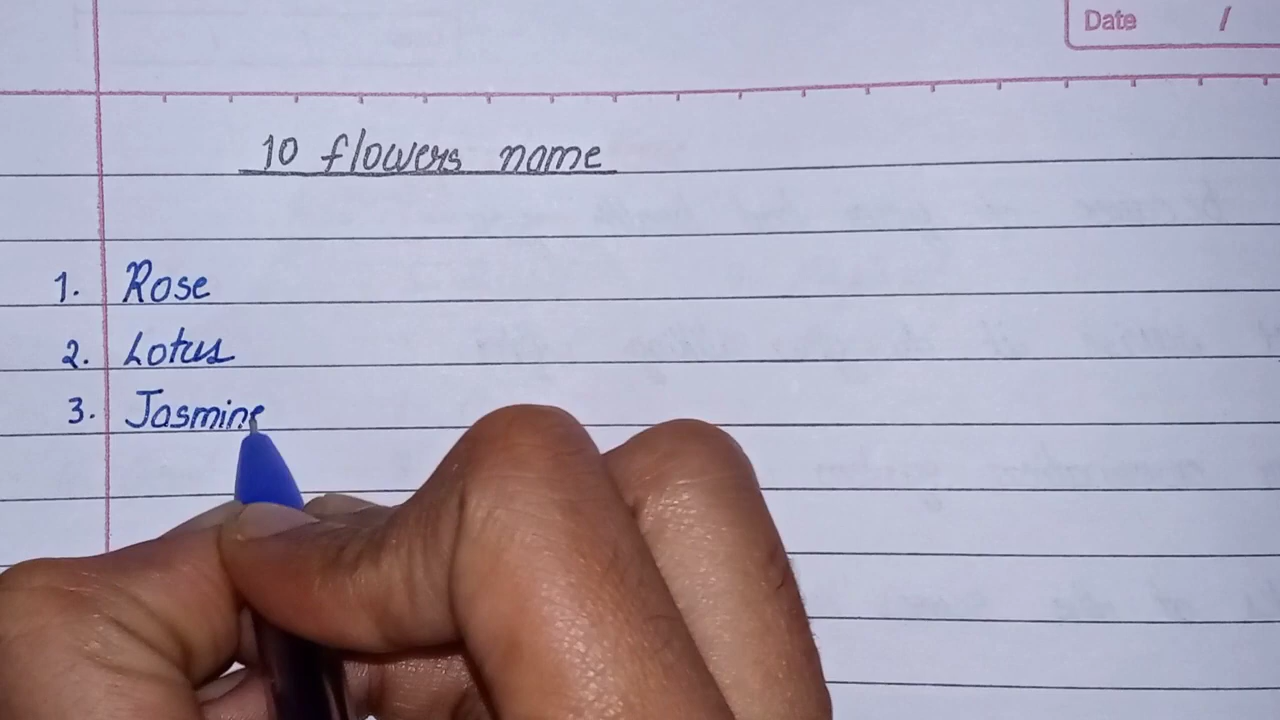 Date /
10 flowers name
1. Rose
2. Lotus
3. Jasmine